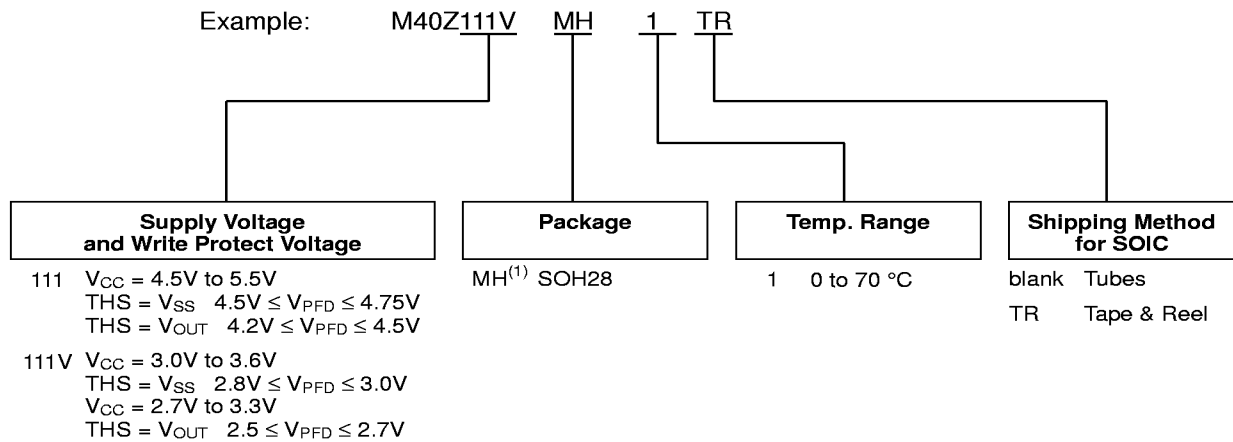 Example: M40Z111V MH 1 TR
Supply Voltage
and Write Protect Voltage
111 VCC = 4.5V to 5.5V
THS = VSS 4.5V ≤ VPFD ≤ 4.75V
THS = VOUT 4.2V ≤ VPFD ≤ 4.5V
111V VCC = 3.0V to 3.6V
THS = VSS 2.8V ≤ VPFD ≤ 3.0V
VCC = 2.7V to 3.3V
THS = VOUT 2.5 ≤ VPFD ≤ 2.7V
Package
MH(1) SOH28
Temp. Range
1 0 to 70 °C
Shipping Method
for SOIC
blank Tubes
TR Tape & Reel